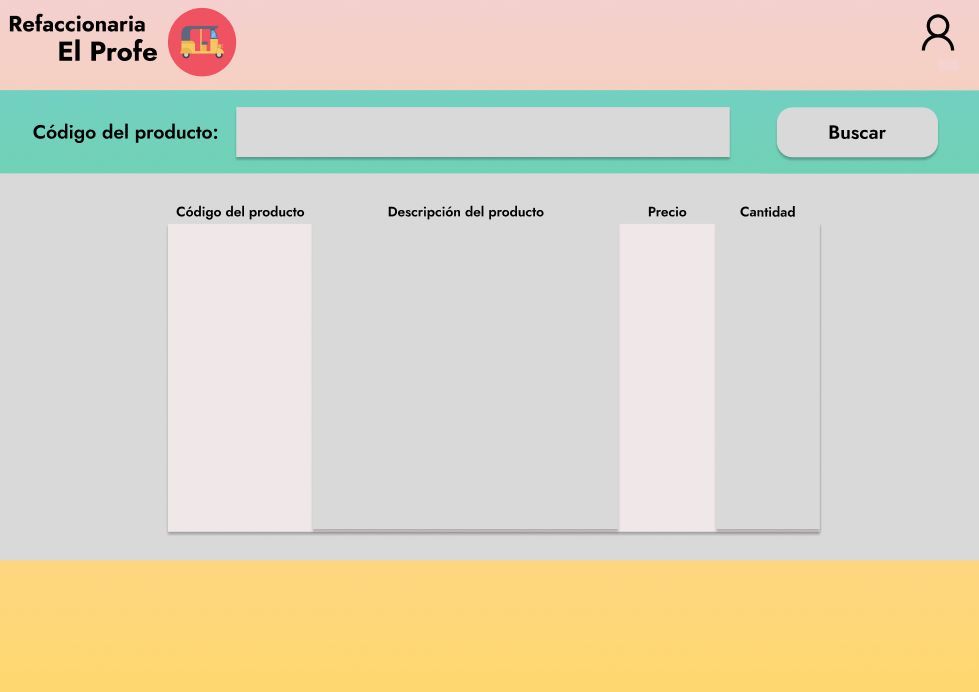 Refaccionaria
El Profe
Código del producto:
Buscar
Código del producto
Descripción del producto
Precio
Cantidad